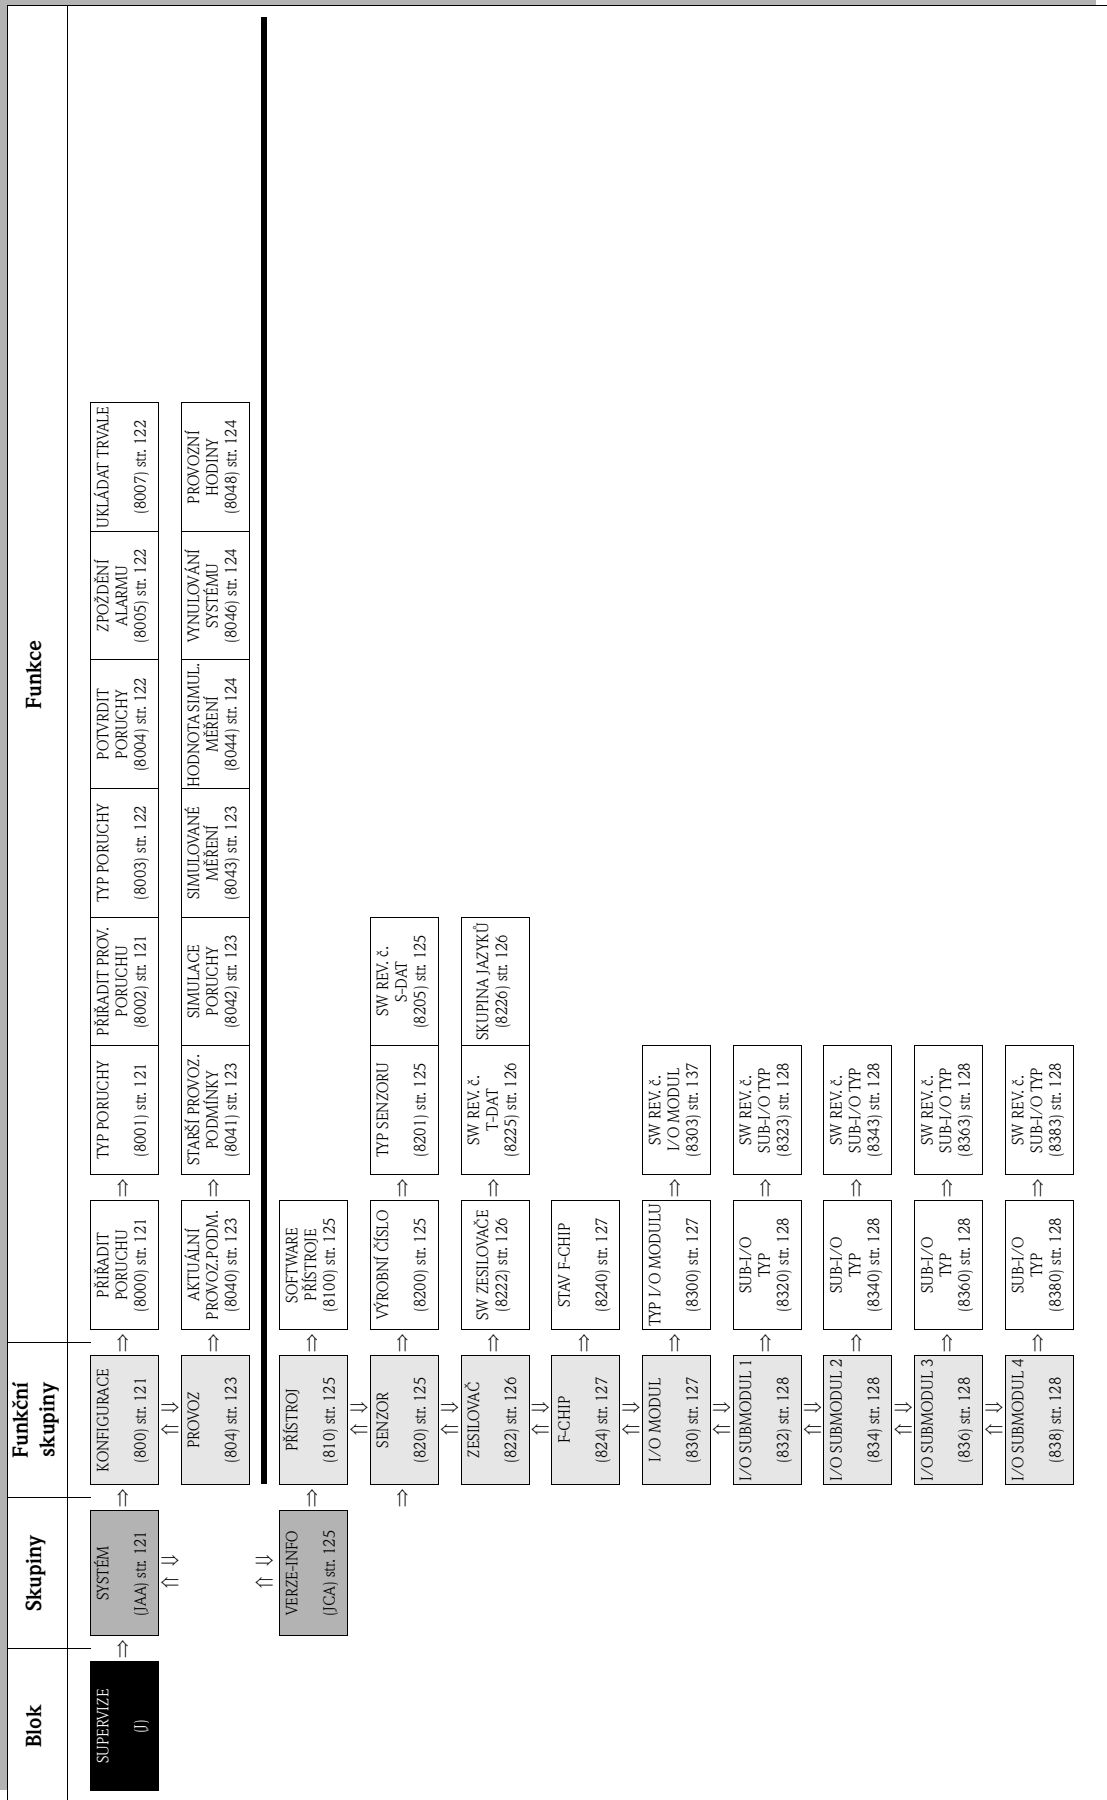 Blok
Skupiny
Funkční
skupiny
Funkce
SUPERVIZE
(J)
⇒
SYSTÉM
(JAA) str. 121
⇒
KONFIGURACE
(800) str. 121
⇒
PŘIŘADIT
PORUCHU
(8000) str. 121
⇒
TYP PORUCHY
(8001) str. 121
PŘIŘADIT PROV.
PORUCHU
(8002) str. 121
TYP PORUCHY
(8003) str. 122
POTVRDIT
PORUCHY
(8004) str. 122
ZPOŽDĚNÍ
ALARMU
(8005) str. 122
UKLÁDAT TRVALE
(8007) str. 122
⇑ ⇓
⇑ ⇓
PROVOZ
(804) str. 123
⇒
AKTUÁLNÍ
PROVOZ.PODM.
(8040) str. 123
⇒
STARŠÍ PROVOZ.
PODMÍNKY
(8041) str. 123
SIMULACE
PORUCHY
(8042) str. 123
SIMULOVANÉ
MĚŘENÍ
(8043) str. 123
HODNOTA SIMUL.
MĚŘENÍ
(8044) str. 124
VYNULOVÁNÍ
SYSTÉMU
(8046) str. 124
PROVOZNÍ
HODINY
(8048) str. 124
⇑ ⇓
VERZE-INFO
(JCA) str. 125
⇒
PŘÍSTROJ
(810) str. 125
⇒
SOFTWARE
PŘÍSTROJE
(8100) str. 125
⇑ ⇓
⇒
SENZOR
(820) str. 125
⇒
VÝROBNÍ ČÍSLO
(8200) str. 125
⇒
TYP SENZORU
(8201) str. 125
SW REV. č.
S-DAT
(8205) str. 125
⇑ ⇓
ZESILOVAČ
(822) str. 126
⇒
SW ZESILOVAČE
(8222) str. 126
⇒
SW REV. č.
T-DAT
(8225) str. 126
SKUPINA JAZYKŮ
(8226) str. 126
⇑ ⇓
F-CHIP
(824) str. 127
⇒
STAV F-CHIP
(8240) str. 127
⇑ ⇓
I/O MODUL
(830) str. 127
⇒
TYP I/O MODULU
(8300) str. 127
⇒
SW REV. č.
I/O MODUL
(8303) str. 137
⇑ ⇓
I/O SUBMODUL 1
(832) str. 128
⇒
SUB-I/O
TYP
(8320) str. 128
⇒
SW REV. č.
SUB-I/O TYP
(8323) str. 128
⇑ ⇓
I/O SUBMODUL 2
(834) str. 128
⇒
SUB-I/O
TYP
(8340) str. 128
⇒
SW REV. č.
SUB-I/O TYP
(8343) str. 128
⇑ ⇓
I/O SUBMODUL 3
(836) str. 128
⇒
SUB-I/O
TYP
(8360) str. 128
⇒
SW REV. č.
SUB-I/O TYP
(8363) str. 128
⇑ ⇓
I/O SUBMODUL 4
(838) str. 128
⇒
SUB-I/O
TYP
(8380) str. 128
⇒
SW REV. č.
SUB-I/O TYP
(8383) str. 128